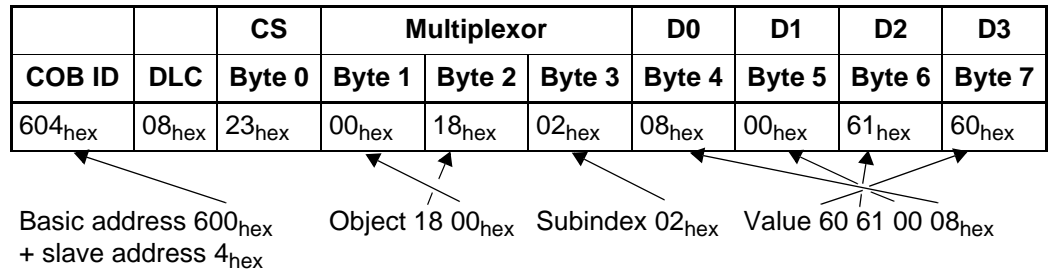 CS Multiplexor D0 D1 D2 D3
COB ID DLC Byte 0 Byte 1 Byte 2 Byte 3 Byte 4 Byte 5 Byte 6 Byte 7
604hex 08hex 23hex 00hex 18hex 02hex 08hex 00hex 61hex 60hex
Basic address 600hex Object 18 00hex Subindex 02hex Value 60 61 00 08hex
+ slave address 4hex